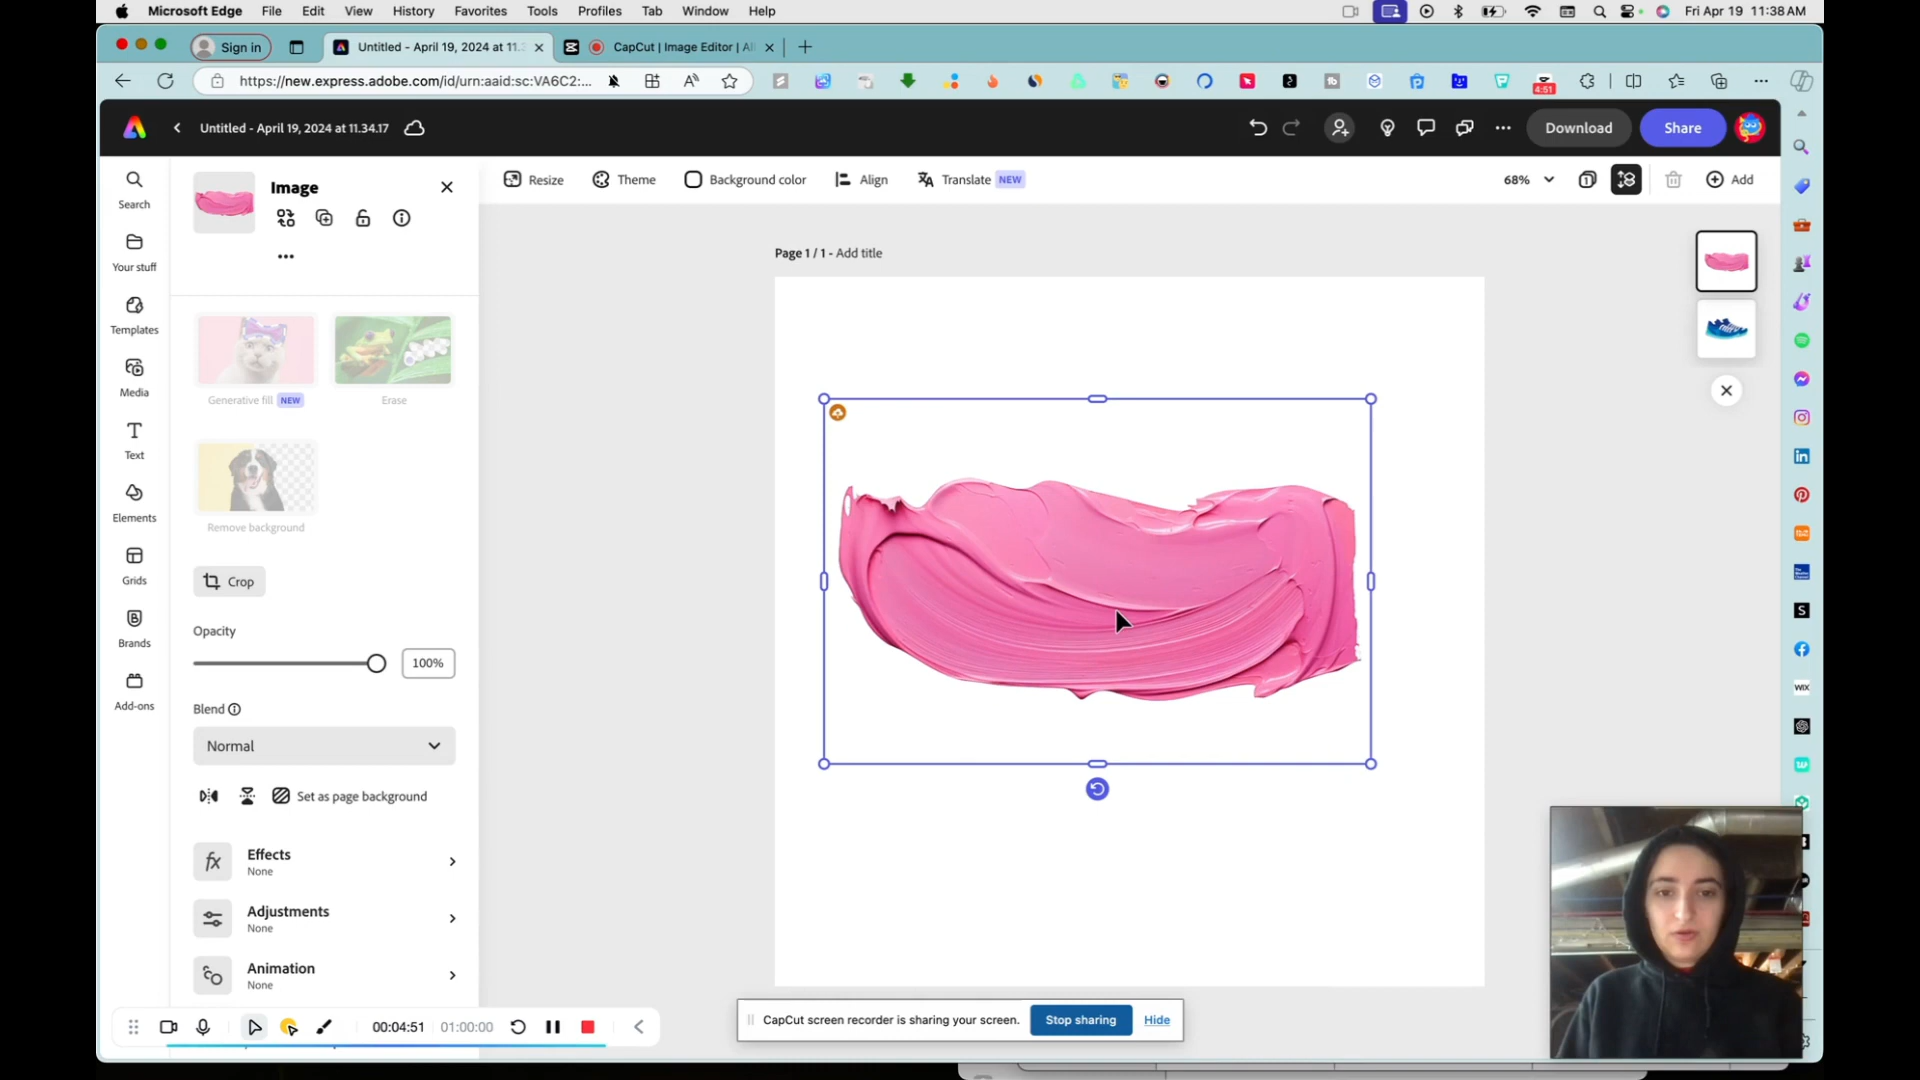 Microsoft Edge File Edit View History Favorites Tools Profiles Tab Window Help Fri Apr 19 11:38 AM
Sign in Untitled - April 19, 2024 at 11. CapCut | Image Editor |
https://new.express.adobe.com/id/urn:aaid:sc:VA6C2:...
4:51
Untitled - April 19, 2024 at 11.34.17 Download Share
Search
Your stuff
Templates
Media
Text
Elements
Grids
Brands
Add-ons
Image
Generative fill NEW Erase
Remove background
Crop
Opacity
100%
Blend
Normal
Set as page background
Effects
None
Adjustments
None
Animation
None
Resize Theme Background color Align Translate NEW 68% Add
Page 1 / 1 - Add title
WIX
00:04:51 01:00:00
CapCut screen recorder is sharing your screen. Stop sharing Hide